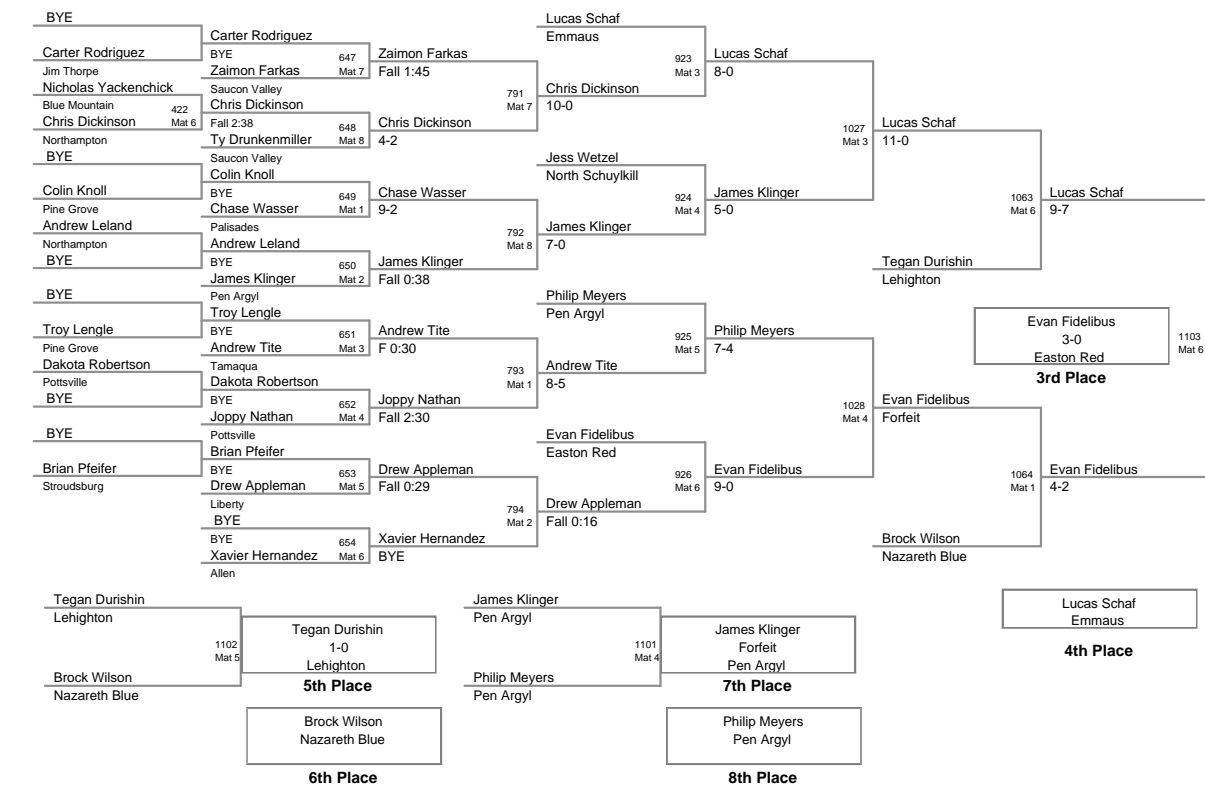 BYE
Carter Rodriguez
Jim Thorpe
Nicholas Yackenchick
Blue Mountain
422
Chris Dickinson
Mat 6
Northampton
BYE
Colin Knoll
Pine Grove
Andrew Leland
Northampton
BYE
BYE
Troy Lengle
Pine Grove
Dakota Robertson
Pottsville
BYE
BYE
Brian Pfeifer
Stroudsburg
Carter Rodriguez
BYE
647
Zaimon Farkas
Mat 7
Saucon Valley
Chris Dickinson
Fall 2:38
648
Ty Drunkenmiller
Mat 8
Saucon Valley
Colin Knoll
BYE
649
Chase Wasser
Mat 1
Palisades
Andrew Leland
BYE
650
James Klinger
Mat 2
Pen Argyl
Troy Lengle
BYE
651
Andrew Tite
Mat 3
Tamaqua
Dakota Robertson
BYE
652
Joppy Nathan
Mat 4
Pottsville
Brian Pfeifer
BYE
653
Drew Appleman
Mat 5
Liberty
BYE
BYE
654
Xavier Hernandez
Mat 6
Allen
Zaimon Farkas
Fall 1:45
791
Mat 7
Chris Dickinson
4-2
Chase Wasser
9-2
792
Mat 8
James Klinger
Fall 0:38
Andrew Tite
F 0:30
793
Mat 1
Joppy Nathan
Fall 2:30
Drew Appleman
Fall 0:29
794
Mat 2
Xavier Hernandez
BYE
Lucas Schaf
Emmaus
923
Mat 3
Chris Dickinson
10-0
Jess Wetzel
North Schuylkill
924
Mat 4
James Klinger
7-0
Philip Meyers
Pen Argyl
925
Mat 5
Andrew Tite
8-5
Evan Fidelibus
Easton Red
926
Mat 6
Drew Appleman
Fall 0:16
Lucas Schaf
8-0
1027
Mat 3
James Klinger
5-0
Philip Meyers
7-4
1028
Mat 4
Evan Fidelibus
9-0
Lucas Schaf
11-0
1063
Mat 6
Tegan Durishin
Lehighton
Evan Fidelibus
Forfeit
1064
Mat 1
Brock Wilson
Nazareth Blue
Lucas Schaf
9-7
Evan Fidelibus
3-0
Easton Red
1103
Mat 6
3rd Place
Evan Fidelibus
4-2
Lucas Schaf
Emmaus
4th Place
Tegan Durishin
Lehighton
1102
Mat 5
Brock Wilson
Nazareth Blue
Tegan Durishin
1-0
Lehighton
5th Place
Brock Wilson
Nazareth Blue
6th Place
James Klinger
Pen Argyl
1101
Mat 4
Philip Meyers
Pen Argyl
James Klinger
Forfeit
Pen Argyl
7th Place
Philip Meyers
Pen Argyl
8th Place